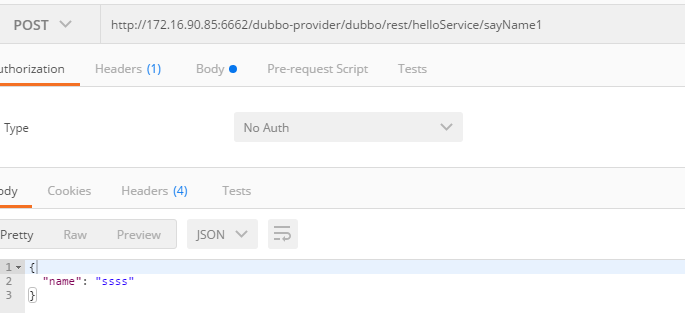 POST http://172.16.90.85:6662/dubbo-provider/dubbo/rest/helloService/sayName1
uthorization Headers (1) Body Pre-request Script Tests
Type No Auth
ody Cookies Headers (4) Tests
Pretty Raw Preview JSON
1 {
2 "name": "ssss"
3 }